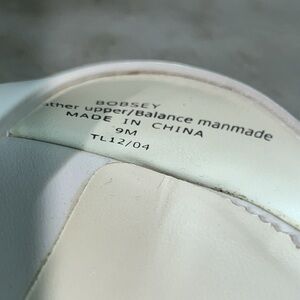 BOBSEY
ather upper/Balance manmade
MADE IN CHINA
9M
TL12/04